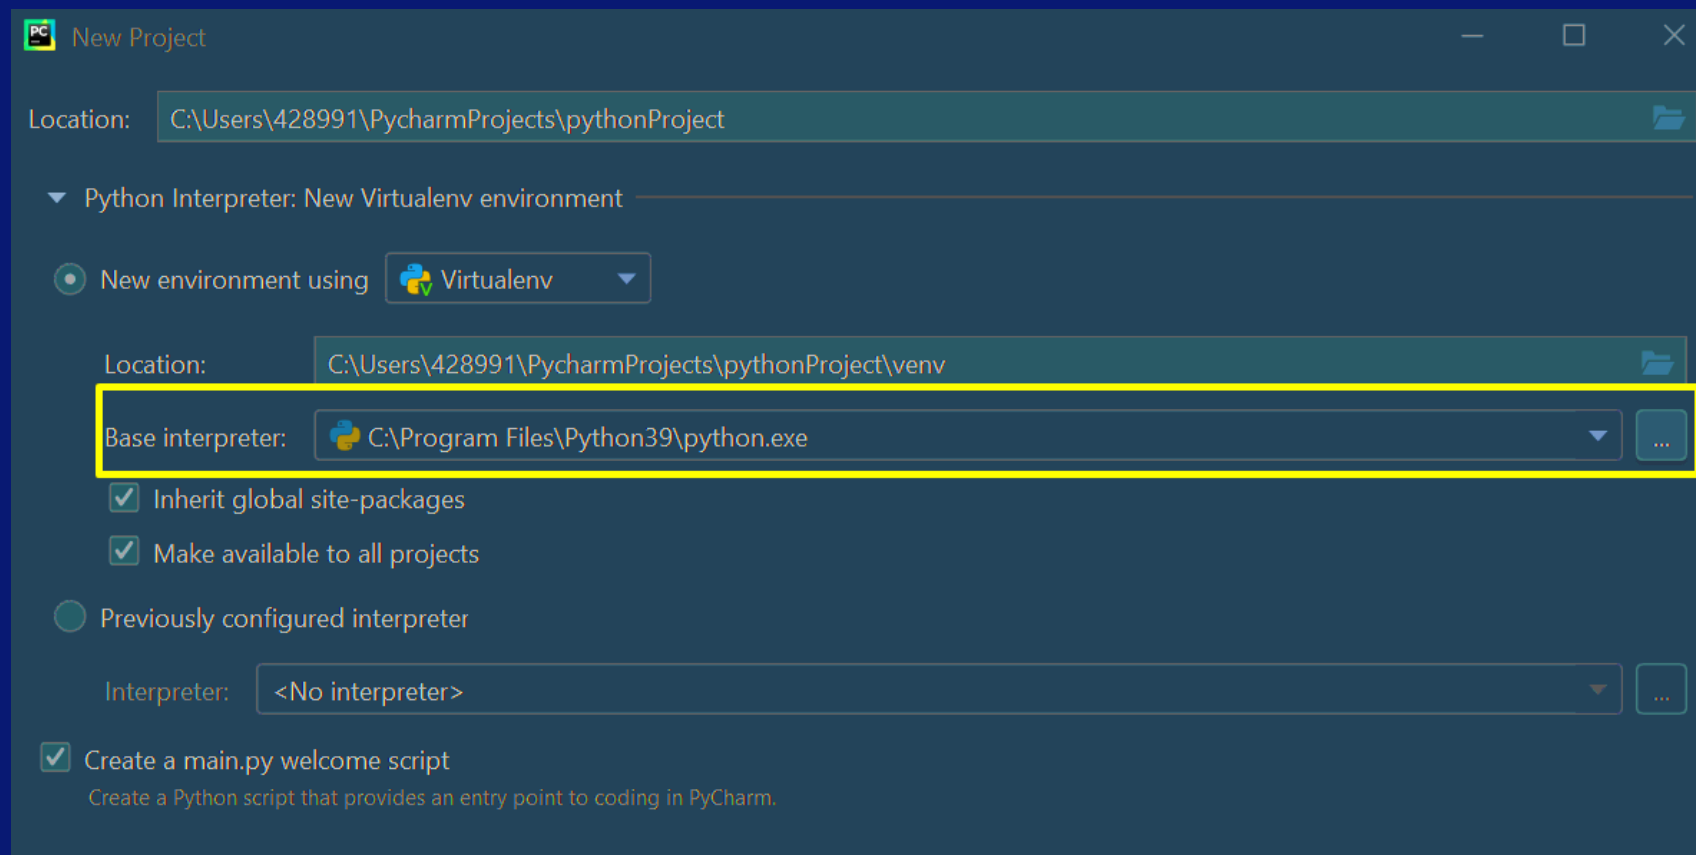 PC
New Project
Location: C:\Users\428991\PycharmProjects\pythonProject
Python Interpreter: New Virtualenv environment
New environment using Virtualenv
Location: C:\Users\428991\PycharmProjects\pythonProject\venv
Base interpreter: C:\Program Files\Python39\python.exe ...
Inherit global site-packages
Make available to all projects
Previously configured interpreter
Interpreter: <No interpreter> ...
Create a main.py welcome script
Create a Python script that provides an entry point to coding in PyCharm.